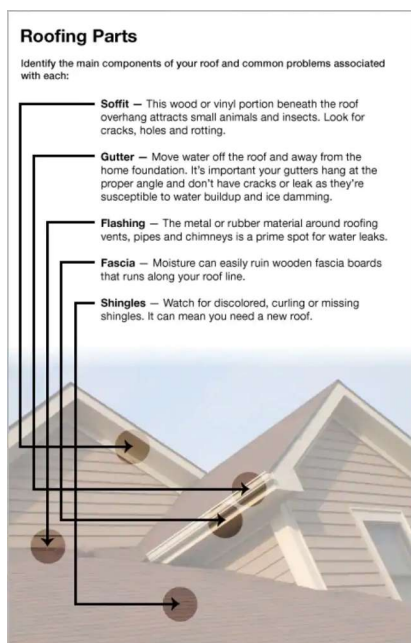 Roofing Parts
Identify the main components of your roof and common problems associated
with each:
Soffit — This wood or vinyl portion beneath the roof
overhang attracts small animals and insects. Look for
cracks, holes and rotting.
Gutter — Move water off the roof and away from the
home foundation. It's important your gutters hang at the
proper angle and don't have cracks or leak as they're
susceptible to water buildup and ice damming.
Flashing — The metal or rubber material around roofing
vents, pipes and chimneys is a prime spot for water leaks.
Fascia — Moisture can easily ruin wooden fascia boards
that runs along your roof line.
Shingles — Watch for discolored, curling or missing
shingles. It can mean you need a new roof.